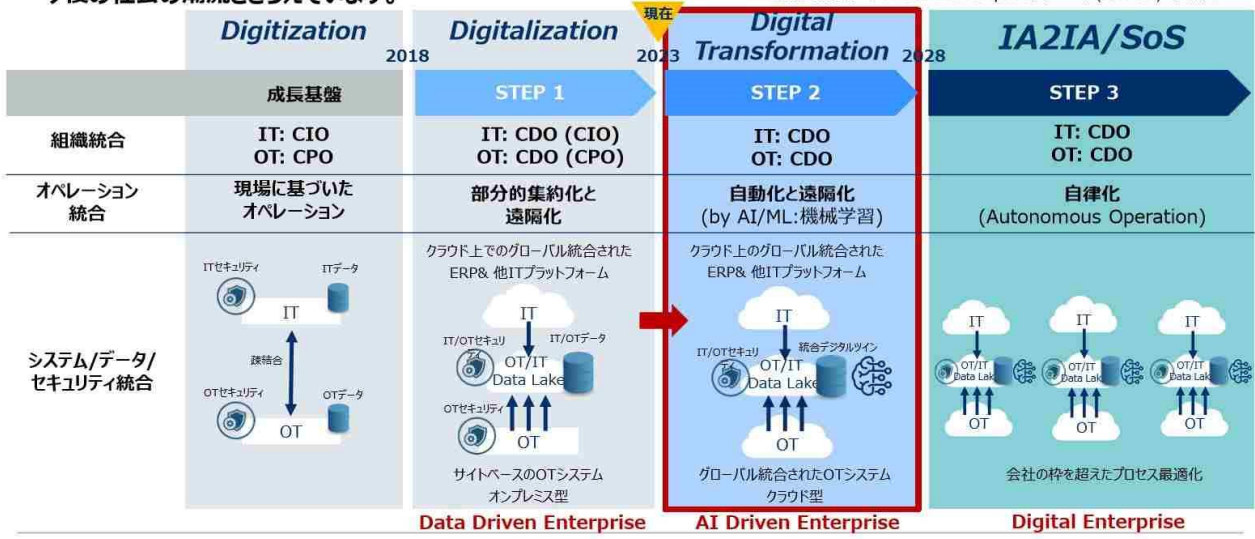 現在
Digitization
Digitalization
Digital
Transformation
IA2IA/SoS
2018
2023
2028
成長基盤
STEP 1
STEP 2
STEP 3
組織統合
IT: CIO
OT: CPO
IT: CDO (CIO)
OT: CDO (CPO)
IT: CDO
OT: CDO
IT: CDO
OT: CDO
オペレーション
統合
現場に基づいた
オペレーション
部分的集約化と
遠隔化
自動化と遠隔化
(by AI/ML:機械学習)
自律化
(Autonomous Operation)
システム/データ/
セキュリティ統合
ITセキュリティ
ITデータ
IT
疎結合
OTセキュリティ
OTデータ
OT
クラウド上でのグローバル統合された
ERP& 他ITプラットフォーム
IT
IT/OTセキュリ
ティ
IT/OTデータ
OT/IT
Data Lake
OTセキュリティ
OT
サイトベースのOTシステム
オンプレミス型
クラウド上のグローバル統合された
ERP& 他ITプラットフォーム
IT
IT/OTセキュリ
ティ
統合デジタルツイン
OT/IT
Data Lake
OT
グローバル統合されたOTシステム
クラウド型
IT
OT/IT
Data Lak
OT
IT
OT/IT
Data Lak
OT
IT
OT/IT
Data Lak
OT
会社の枠を超えたプロセス最適化
Data Driven Enterprise
AI Driven Enterprise
Digital Enterprise